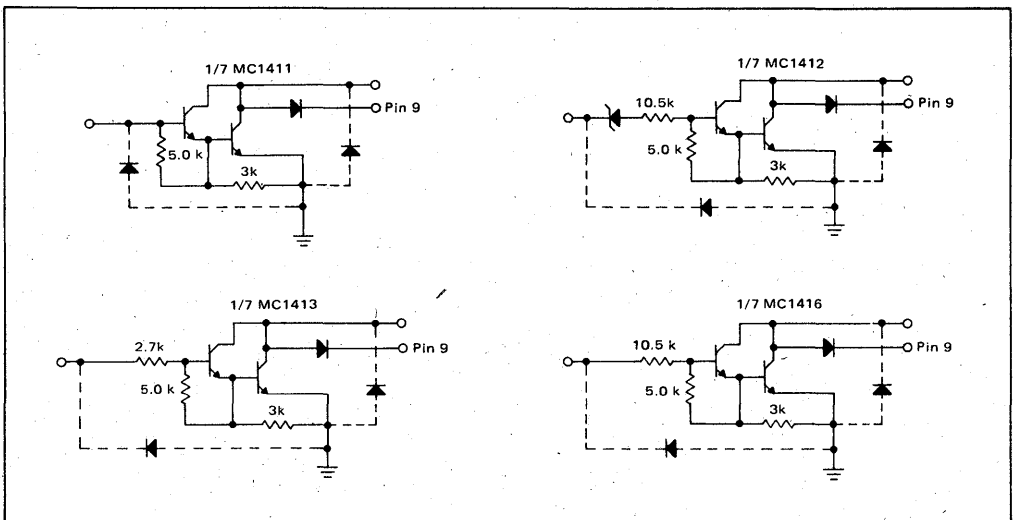 1/7 MC1411
Pin 9
5.0 k
3k
1/7 MC1412
10.5k
Pin 9
5.0 k
3k
1/7 MC1413
2.7k
Pin 9
5.0 k
3k
1/7 MC1416
10.5 k
Pin 9
5.0 k
3k